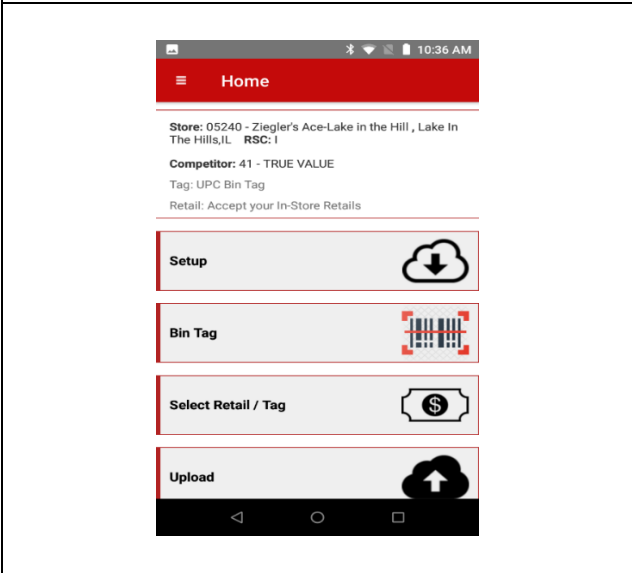 10:36 AM
Home
Store: 05240 - Ziegler's Ace-Lake in the Hill , Lake In
The Hills,IL RSC: I
Competitor: 41 - TRUE VALUE
Tag: UPC Bin Tag
Retail: Accept your In-Store Retails
Setup
Bin Tag
Select Retail / Tag
$
Upload